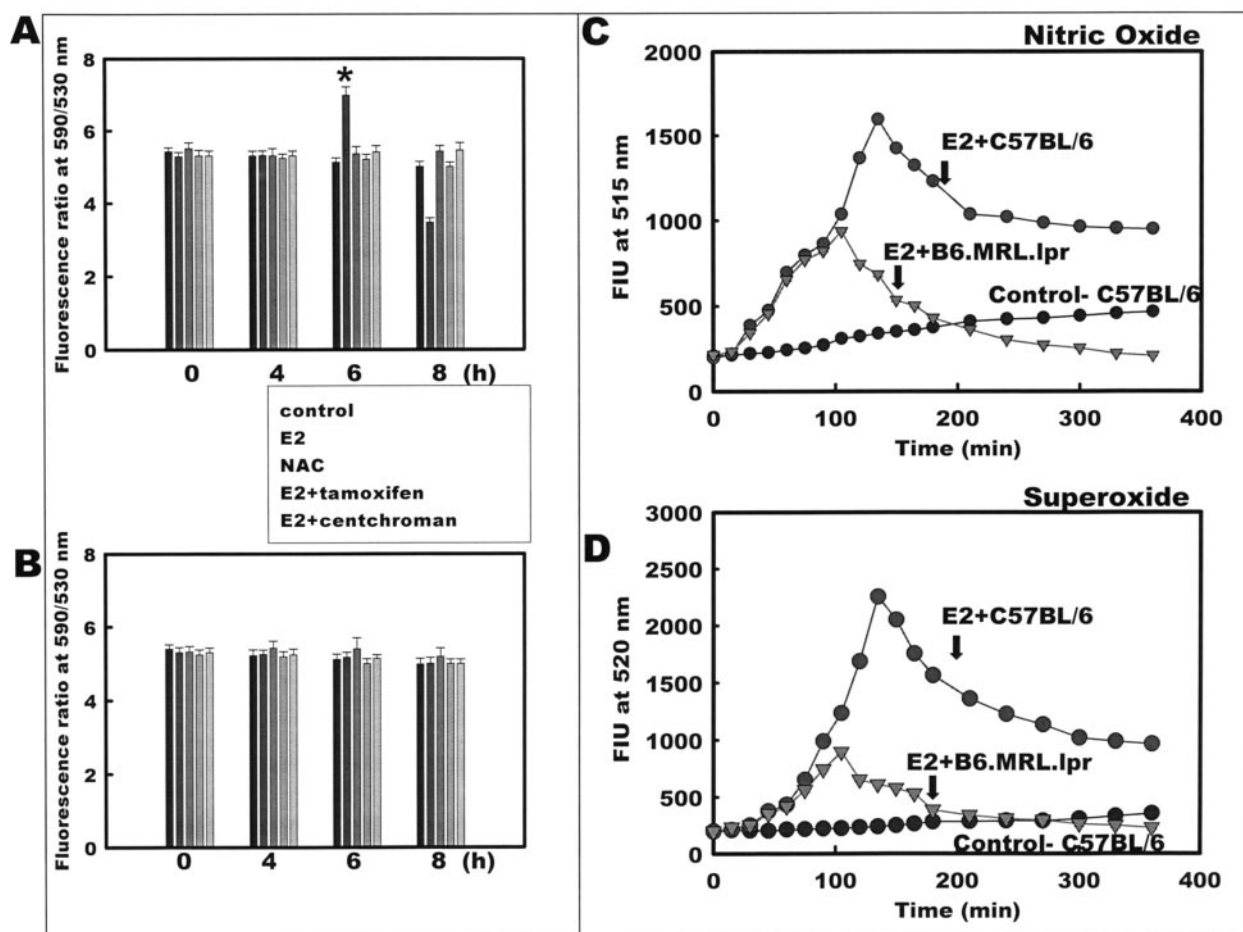 A
Fluorescence ratio at 590/530 nm
8
6
4
2
0
*
0 4 6 8 (h)
control
E2
NAC
E2+tamoxifen
E2+centchroman
B
Fluorescence ratio at 590/530 nm
8
6
4
2
0
0 4 6 8 (h)
C
Nitric Oxide
FIU at 515 nm
2000
1500
1000
500
0
E2+C57BL/6
E2+B6.MRL.lpr
Control- C57BL/6
0 100 200 300 400
Time (min)
D
Superoxide
FIU at 520 nm
3000
2500
2000
1500
1000
500
0
E2+C57BL/6
E2+B6.MRL.lpr
Control- C57BL/6
0 100 200 300 400
Time (min)